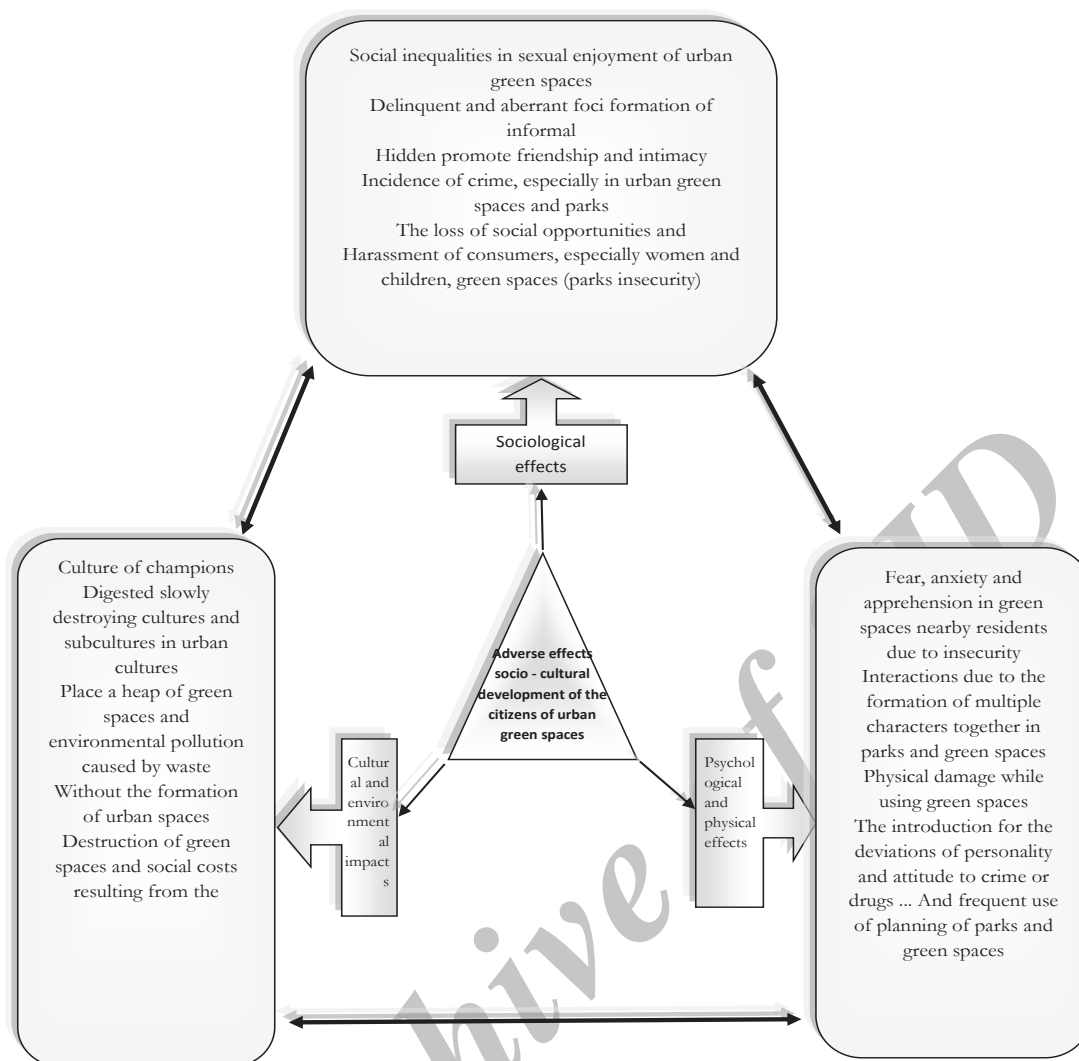 Social inequalities in sexual enjoyment of urban
green spaces
Delinquent and aberrant foci formation of
informal
Hidden promote friendship and intimacy
Incidence of crime, especially in urban green
spaces and parks
The loss of social opportunities and
Harassment of consumers, especially women and
children, green spaces (parks insecurity)
Sociological
effects
Culture of champions
Digested slowly
destroying cultures and
subcultures in urban
cultures
Place a heap of green
spaces and
environmental pollution
caused by waste
Without the formation
of urban spaces
Destruction of green
spaces and social costs
resulting from the
Cultur
al and
enviro
nment
al
impact
s
Adverse effects
socio - cultural
development of the
citizens of urban
green spaces
Psychol
ogical
and
physical
effects
Fear, anxiety and
apprehension in green
spaces nearby residents
due to insecurity
Interactions due to the
formation of multiple
characters together in
parks and green spaces
Physical damage while
using green spaces
The introduction for the
deviations of personality
and attitude to crime or
drugs ... And frequent use
of planning of parks and
green spaces
hive of ID